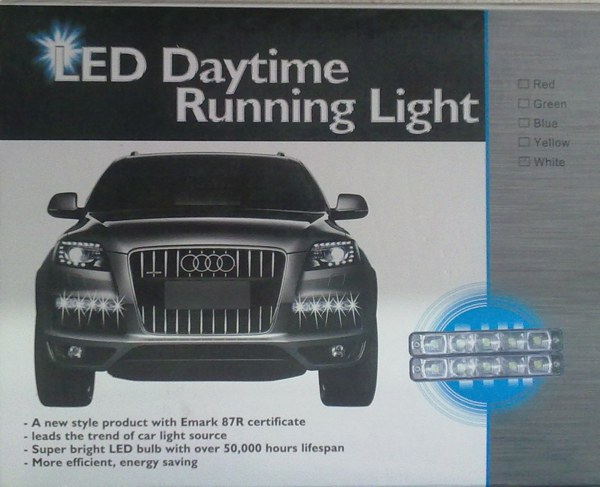 LED Daytime
Running Light
Red
Green
Blue
Yellow
White
- A new style product with Emark 87R certificate
- leads the trend of car light source
- Super bright LED bulb with over 50,000 hours lifespan
- More efficient, energy saving